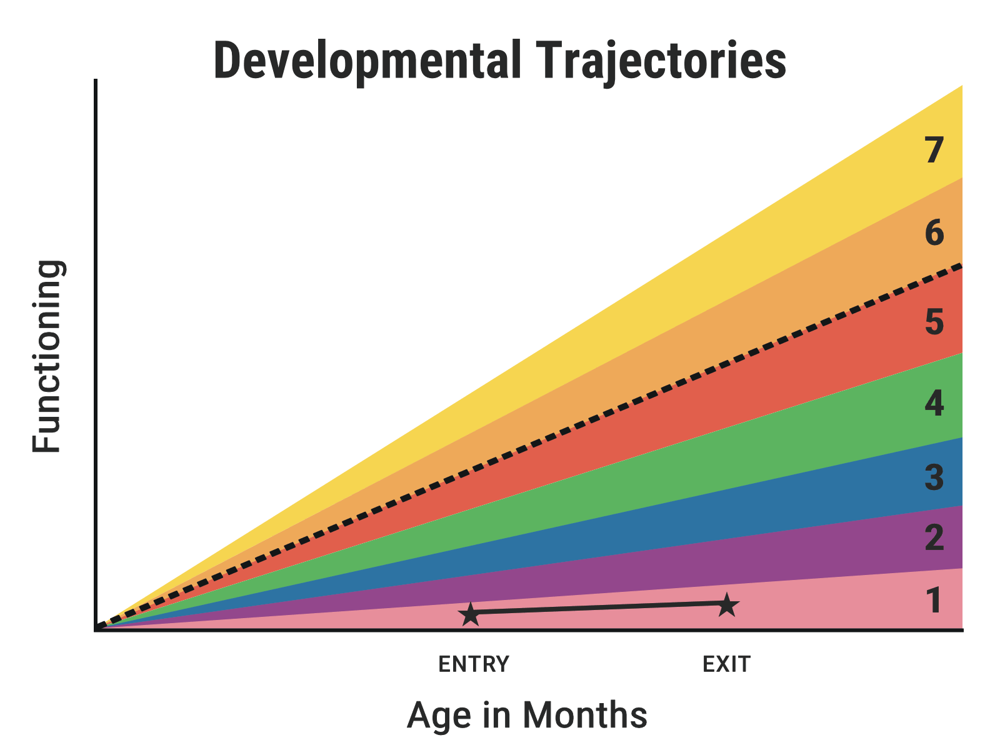 Developmental Trajectories
Functioning
7
6
5
4
3
2
1
ENTRY
EXIT
Age in Months